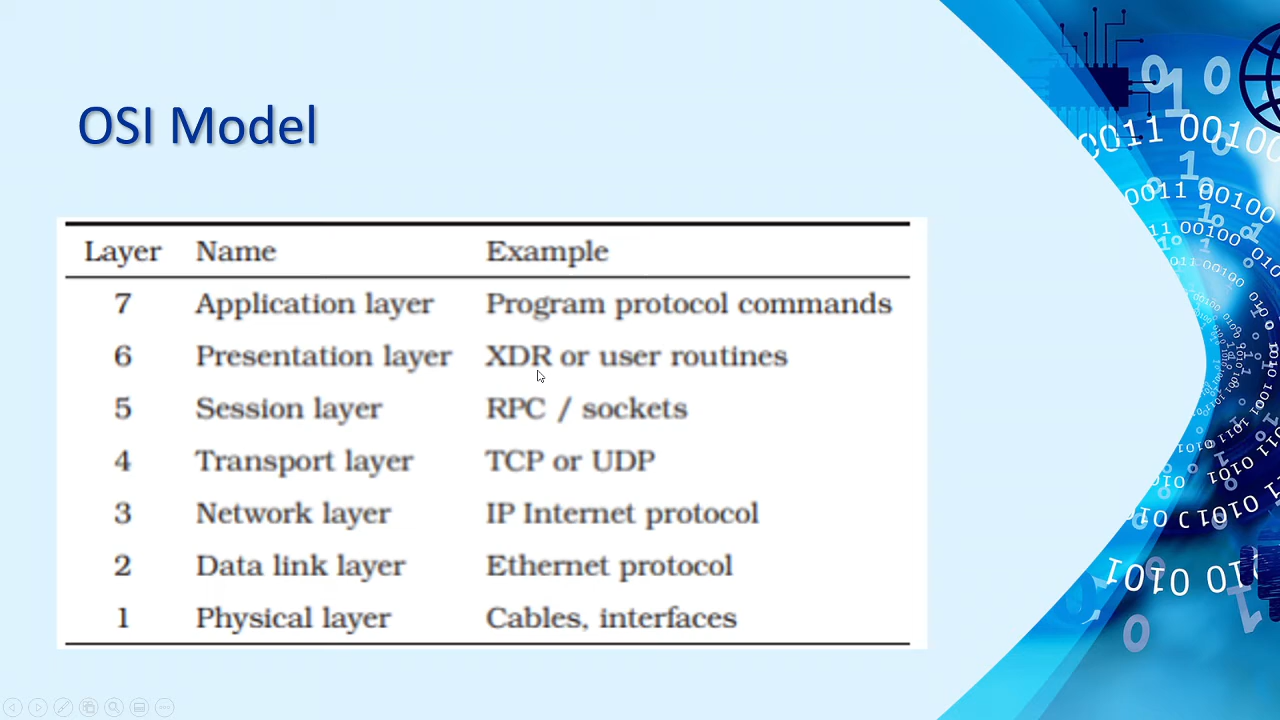 OSI Model
Layer Name Example
7 Application layer Program protocol commands
6 Presentation layer XDR or user routines
5 Session layer RPC / sockets
4 Transport layer TCP or UDP
3 Network layer IP Internet protocol
2 Data link layer Ethernet protocol
1 Physical layer Cables, interfaces